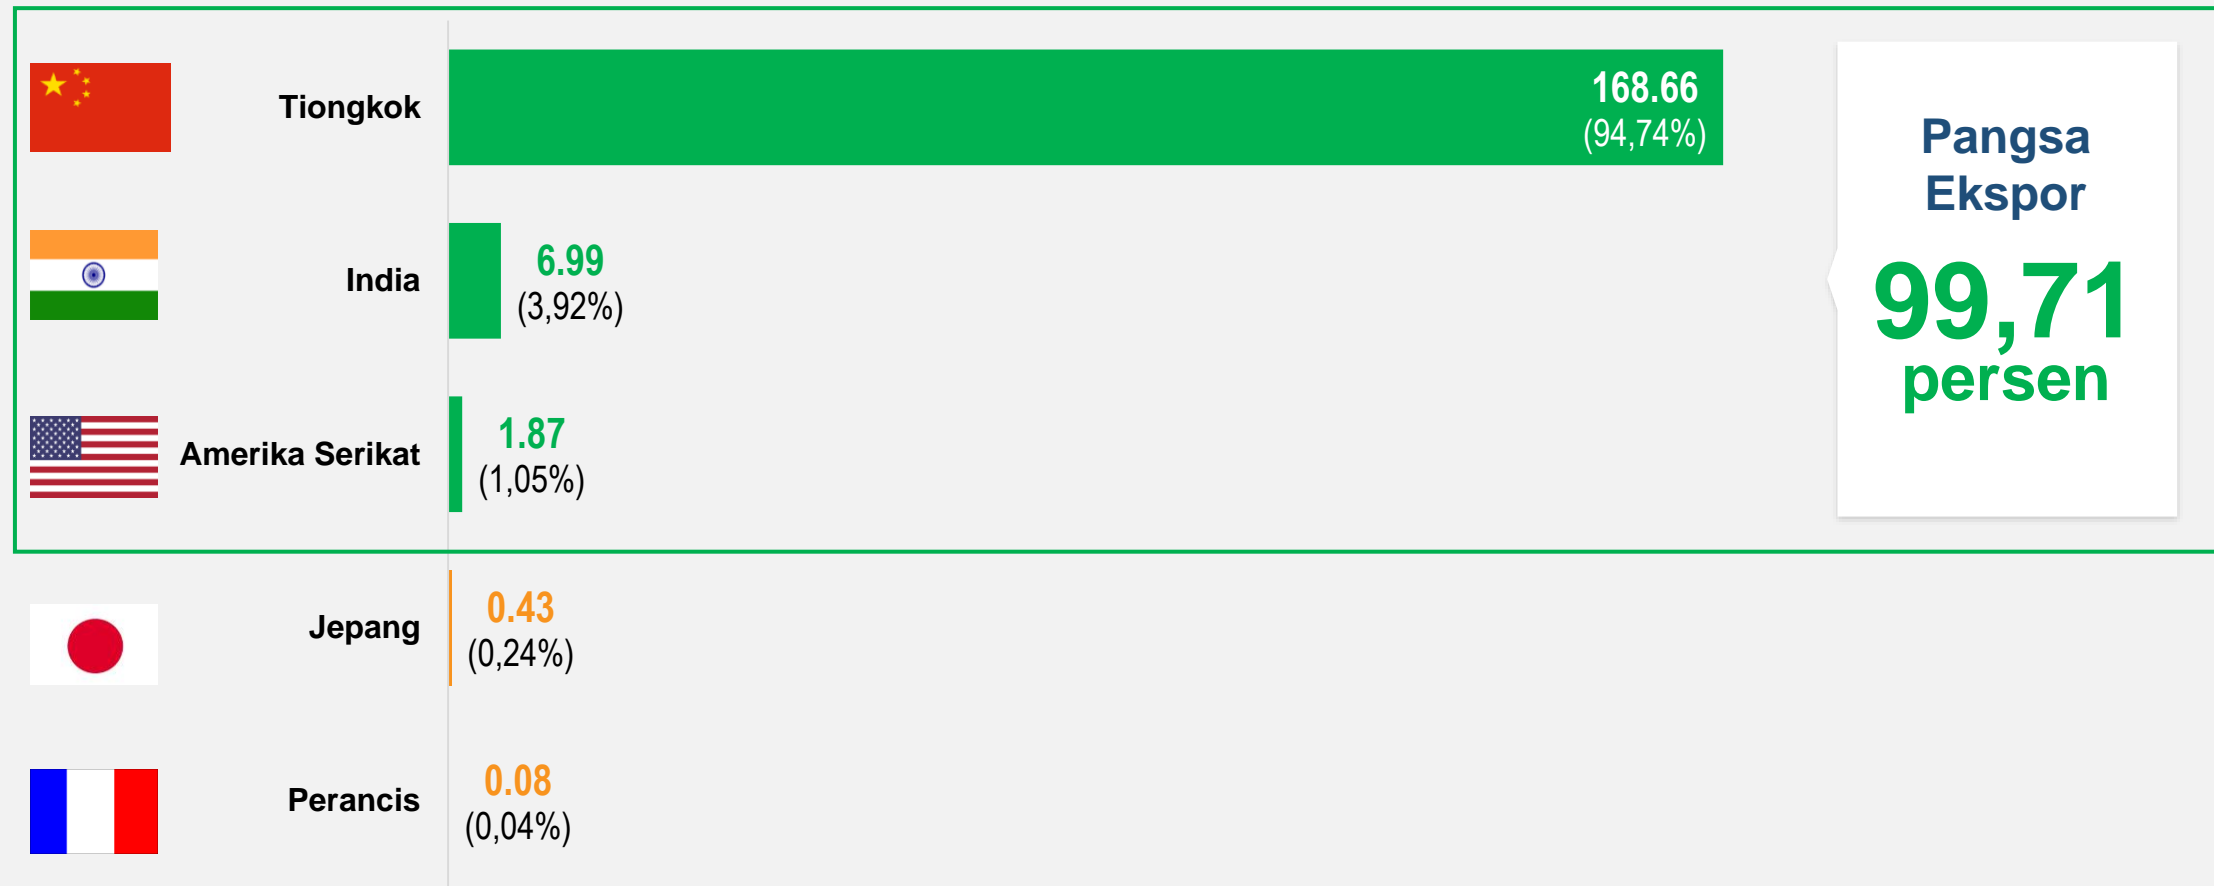 Tiongkok
168.66
(94,74%)
India
6.99
(3,92%)
Amerika Serikat
1.87
(1,05%)
Pangsa
Ekspor
99,71
persen
Jepang
0.43
(0,24%)
Perancis
0.08
(0,04%)